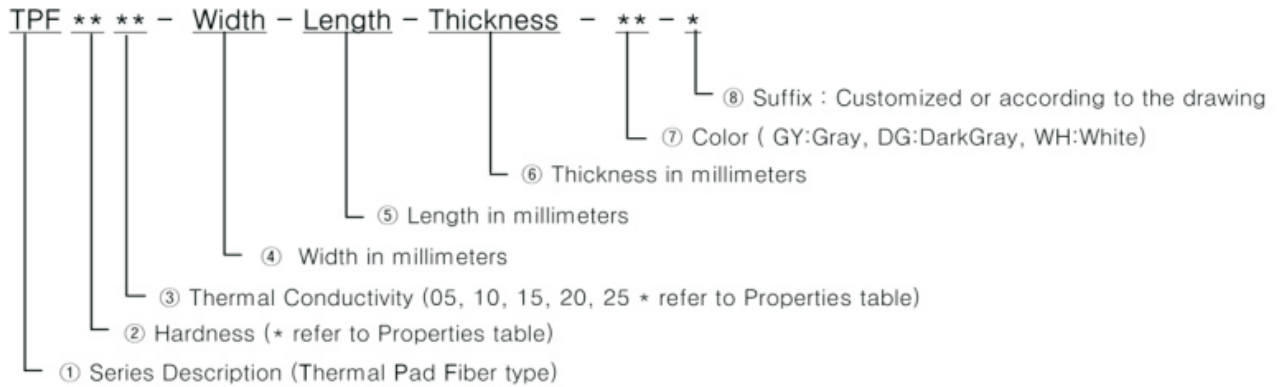 TPF ** ** - Width - Length - Thickness - ** - *
⑧ Suffix : Customized or according to the drawing
⑦ Color ( GY:Gray, DG:DarkGray, WH:White)
⑥ Thickness in millimeters
⑤ Length in millimeters
④ Width in millimeters
③ Thermal Conductivity (05, 10, 15, 20, 25 * refer to Properties table)
② Hardness (* refer to Properties table)
① Series Description (Thermal Pad Fiber type)